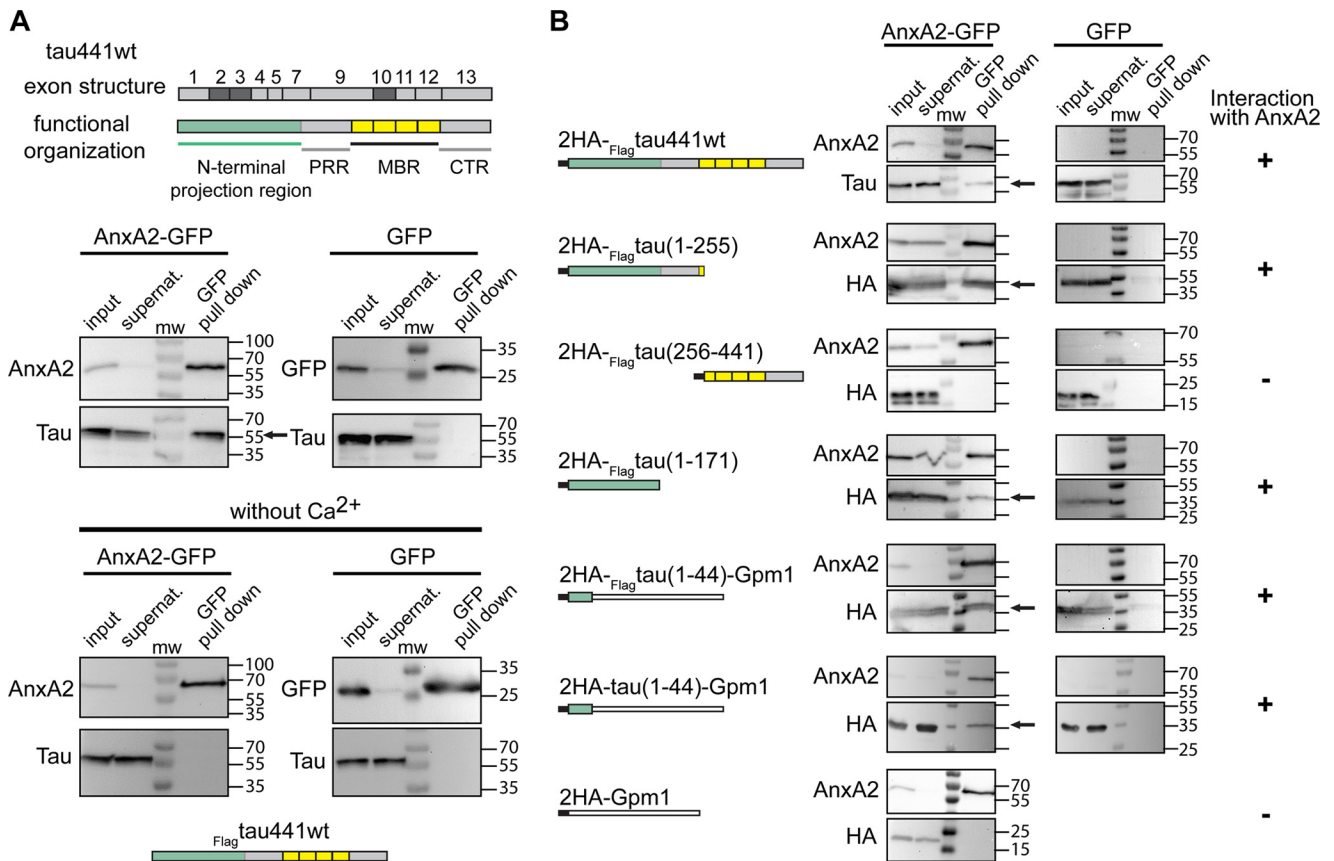 A
tau441wt
exon structure
1 2 3 4 5 7 9 10 11 12 13
functional
organization
N-terminal
projection region
PRR
MBR
CTR
AnxA2-GFP
input
supernat.
mw
GFP
pull down
AnxA2
100
70
55
35
Tau
70
55
35
GFP
input
supernat.
mw
GFP
pull down
GFP
35
25
Tau
70
55
35
without Ca2+
AnxA2-GFP
input
supernat.
mw
GFP
pull down
AnxA2
100
70
55
35
Tau
70
55
35
GFP
input
supernat.
mw
GFP
pull down
GFP
35
25
Tau
70
55
35
Flagtau441wt
B
AnxA2-GFP
input
supernat.
mw
GFP
pull down
GFP
input
supernat.
mw
GFP
pull down
Interaction
with AnxA2
2HA-Flagtau441wt
AnxA2
70
55
Tau
70
55
+
2HA-Flagtau(1-255)
AnxA2
70
55
HA
55
35
+
2HA-Flagtau(256-441)
AnxA2
70
55
HA
25
15
-
2HA-Flagtau(1-171)
AnxA2
70
55
HA
55
35
25
+
2HA-Flagtau(1-44)-Gpm1
AnxA2
70
55
HA
55
35
25
+
2HA-tau(1-44)-Gpm1
AnxA2
70
55
HA
55
35
25
+
2HA-Gpm1
AnxA2
70
55
HA
25
15
-